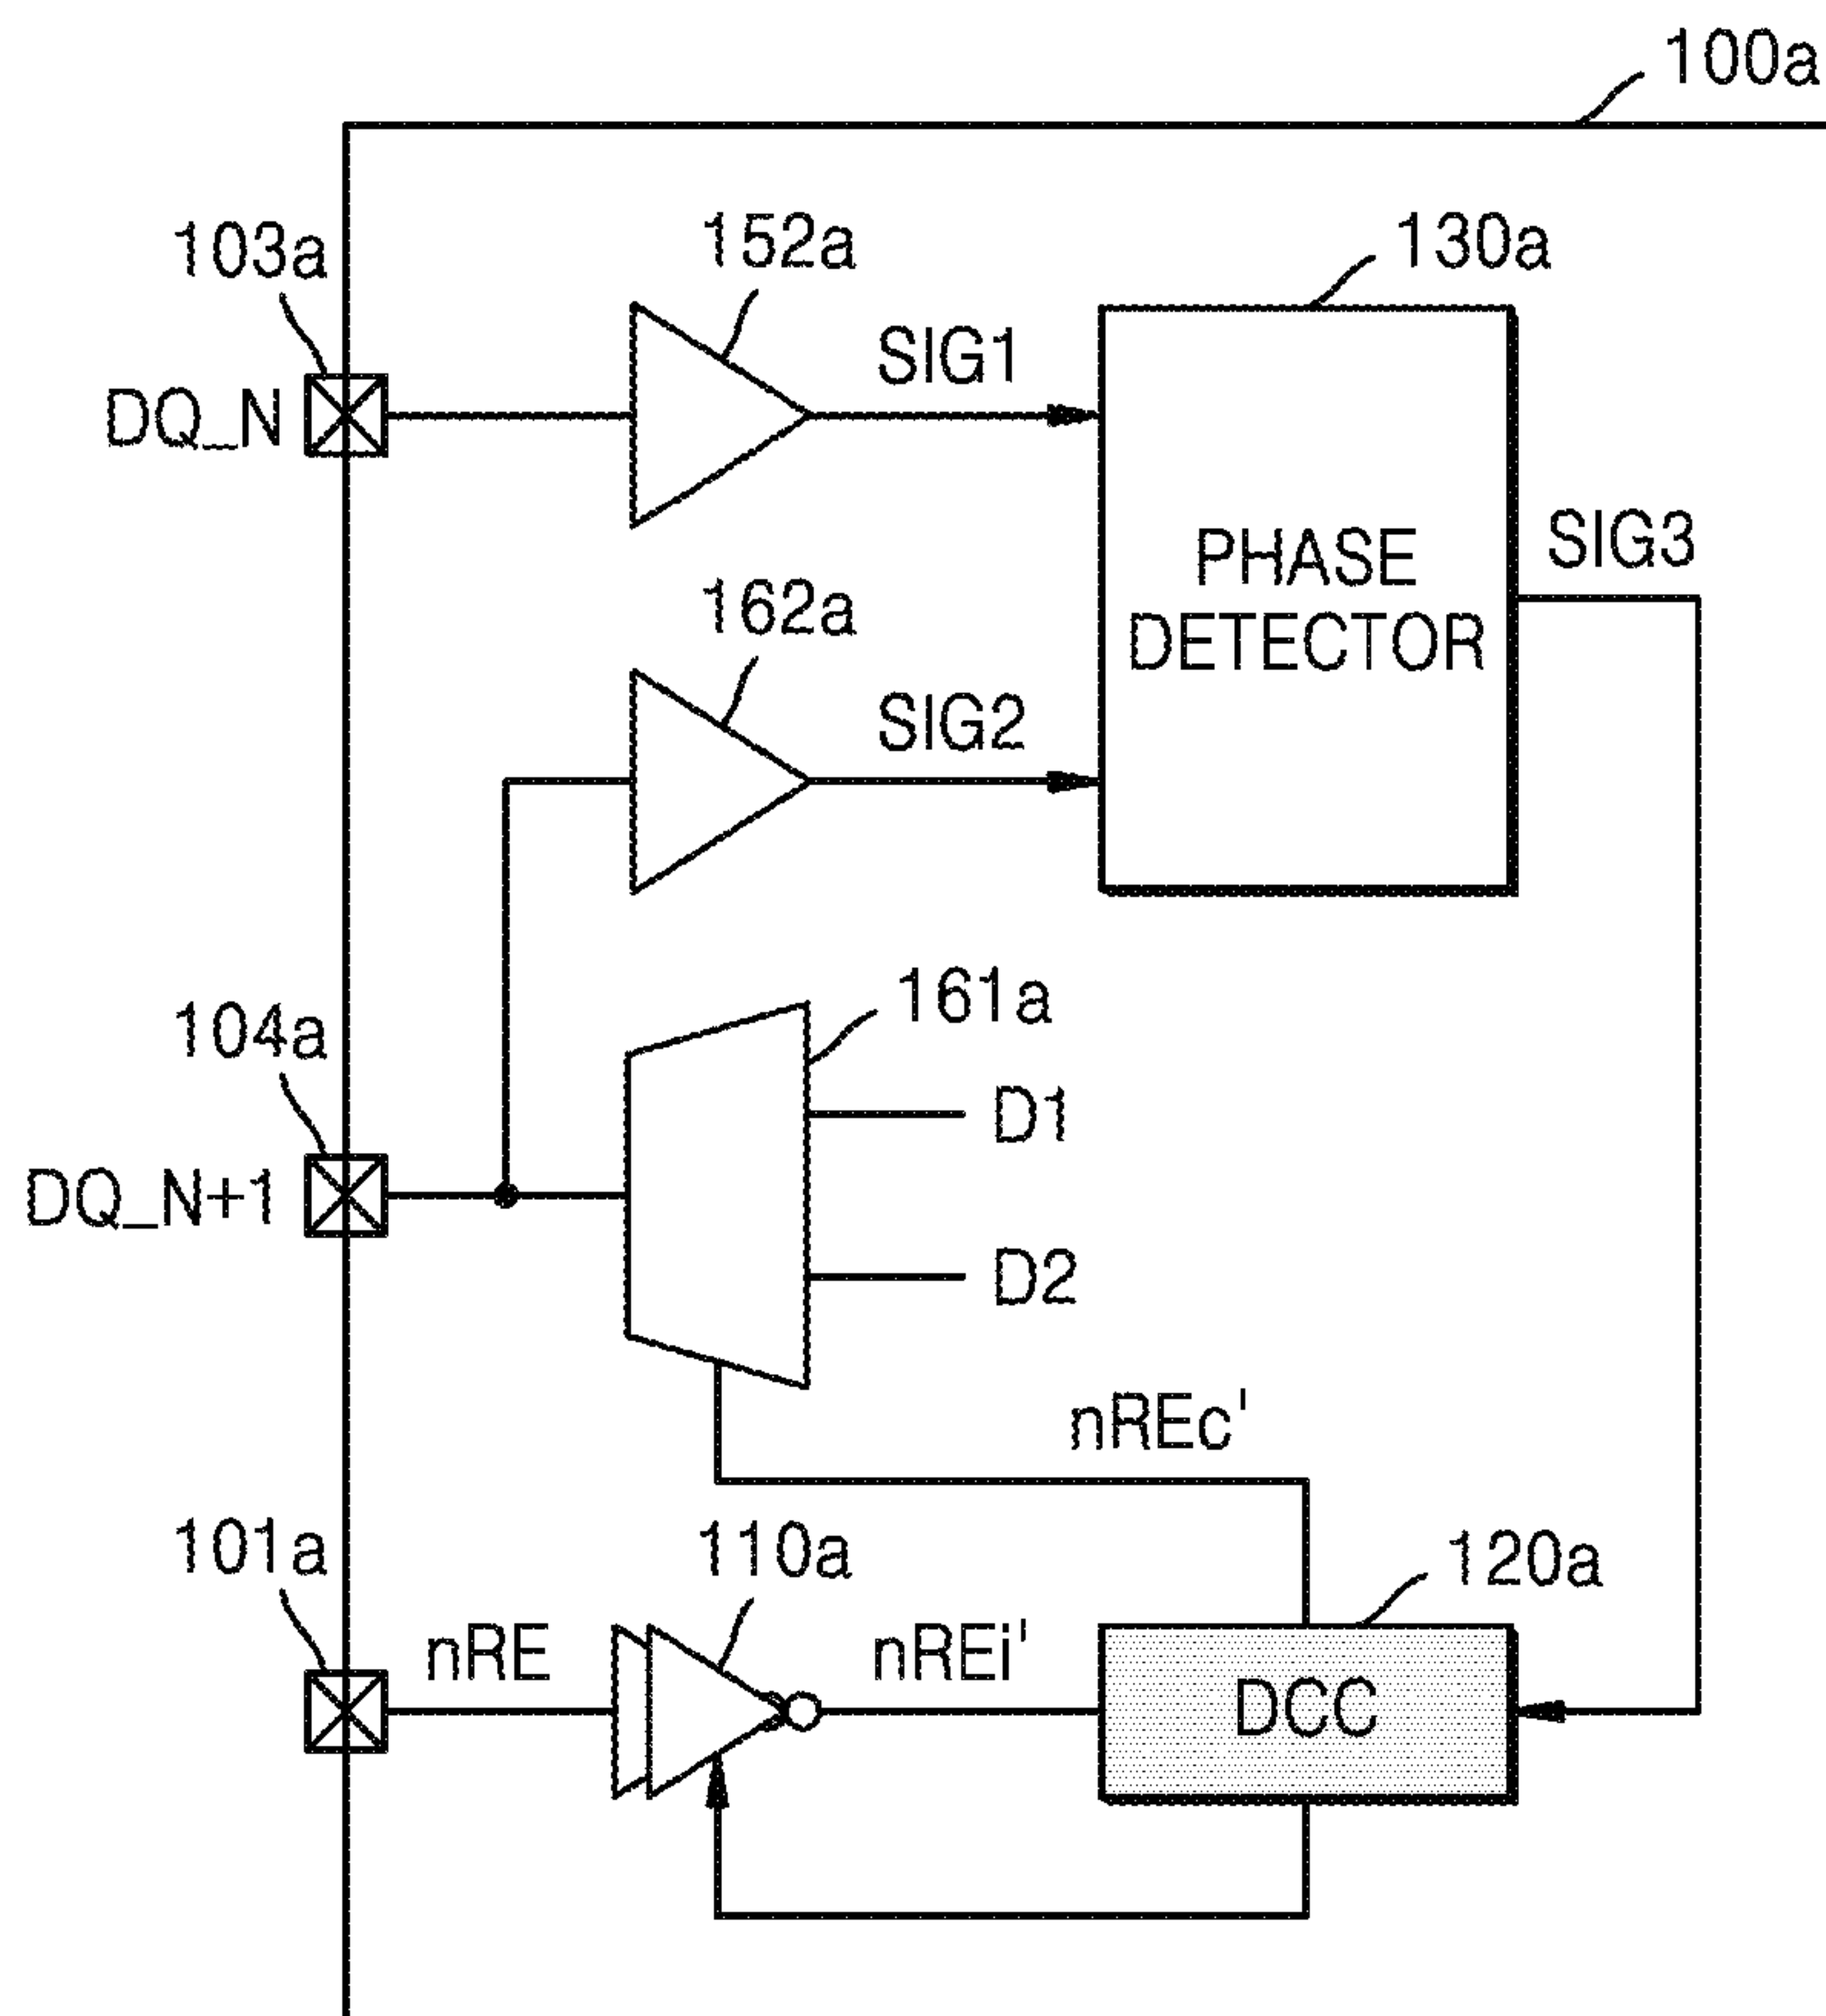 100a
103a
152a
130a
DQ_N
SIG1
PHASE
DETECTOR
SIG3
162a
SIG2
104a
161a
D1
DQ_N+1
D2
nREc'
101a
110a
120a
nRE
nREi'
DCC